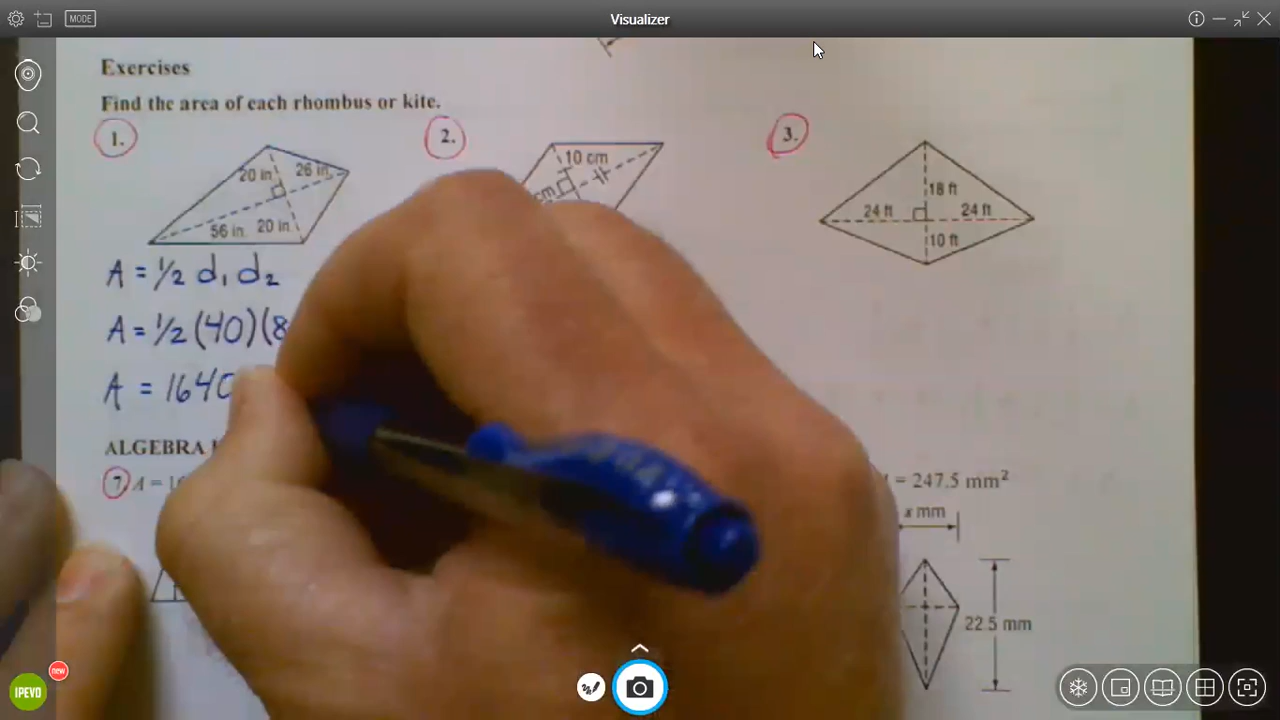 MODE
Visualizer
Exercises
Find the area of each rhombus or kite.
1.
20 in.
26 in.
56 in.
20 in.
2.
10 cm
cm
3.
18 ft
24 ft
24 ft
10 ft
A = 1/2 d1 d2
A = 1/2 (40)(8
A = 1640
ALGEBRA
7. A =
= 247.5 mm²
x mm
22.5 mm
new
IPEVO